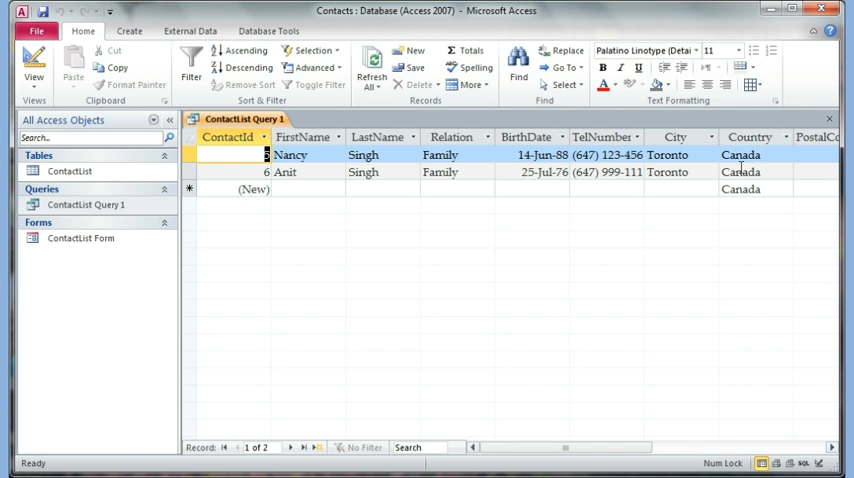 Contacts : Database (Access 2007) - Microsoft Access
File Home Create External Data Database Tools
View
Views
Paste
Cut
Copy
Format Painter
Clipboard
Filter
Ascending
Descending
Remove Sort
Selection
Advanced
Toggle Filter
Sort & Filter
Refresh
All
New
Save
Delete
Totals
Spelling
More
Records
Find
Replace
Go To
Select
Find
Palatino Linotype (Detai 11
B I U
A
Text Formatting
All Access Objects
Search...
Tables
ContactList
Queries
ContactList Query 1
Forms
ContactList Form
ContactList Query 1
ContactId FirstName LastName Relation BirthDate TelNumber City Country PostalCo
5 Nancy Singh Family 14-Jun-88 (647) 123-456 Toronto Canada
6 Anit Singh Family 25-Jul-76 (647) 999-111 Toronto Canada
(New) Canada
Record: 1 of 2 No Filter Search
Ready Num Lock SQL